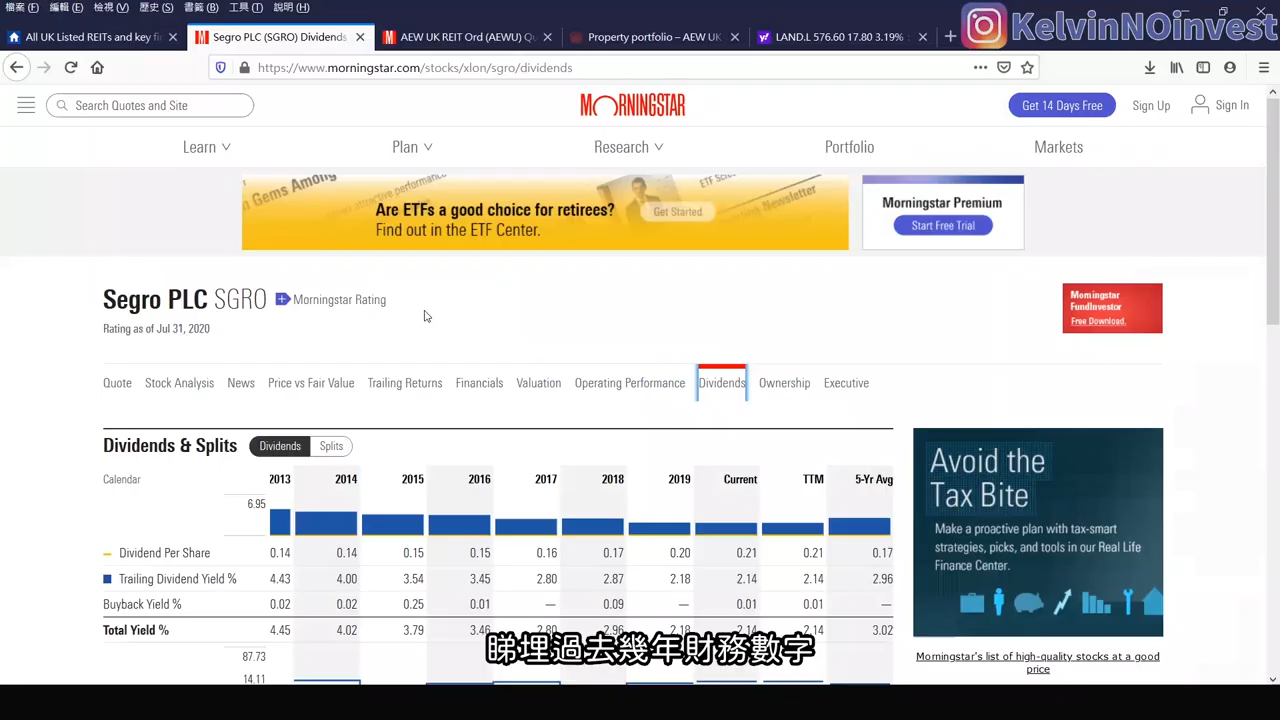 檔案(F) 編輯(E) 檢視(V) 歷史(S) 書籤(B) 工具(T) 說明(H)
All UK Listed REITs and key fi
Segro PLC (SGRO) Dividends
AEW UK REIT Ord (AEWU) Qu
Property portfolio – AEW UK
LAND.L 576.60 17.80 3.19%
KelvinNOinvest
https://www.morningstar.com/stocks/xlon/sgro/dividends
Search Quotes and Site
MORNINGSTAR
Get 14 Days Free
Sign Up
Sign In
Learn
Plan
Research
Portfolio
Markets
Are ETFs a good choice for retirees?
Find out in the ETF Center.
Get Started
Morningstar Premium
Start Free Trial
Segro PLC SGRO
Morningstar Rating
Rating as of Jul 31, 2020
Morningstar
FundInvestor
Free Download.
Quote Stock Analysis News Price vs Fair Value Trailing Returns Financials Valuation Operating Performance Dividends Ownership Executive
Dividends & Splits Dividends Splits
Calendar 2013 2014 2015 2016 2017 2018 2019 Current TTM 5-Yr Avg
6.95
Dividend Per Share 0.14 0.14 0.15 0.15 0.16 0.17 0.20 0.21 0.21 0.17
Trailing Dividend Yield % 4.43 4.00 3.54 3.45 2.80 2.87 2.18 2.14 2.14 2.96
Buyback Yield % 0.02 0.02 0.25 0.01 — 0.09 — 0.01 0.01 —
Total Yield % 4.45 4.02 3.79 3.46 2.80 2.96 2.18 2.14 2.14 3.02
87.73
14.11
Avoid the
Tax Bite
Make a proactive plan with tax-smart
strategies, picks, and tools in our Real Life
Finance Center.
Morningstar's list of high-quality stocks at a good
price
睇埋過去幾年財務數字